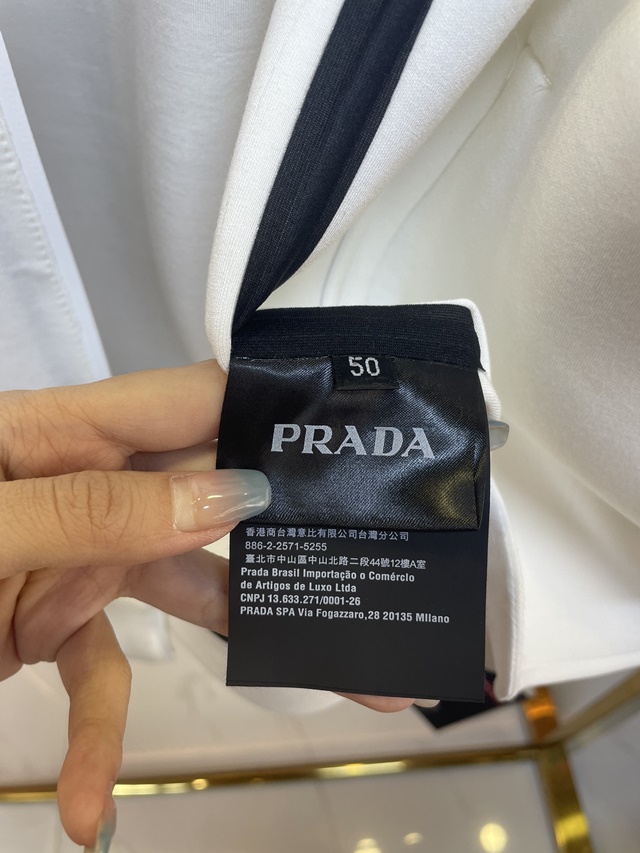 50
PRADA
香港商台灣意比有限公司台灣分公司
886-2-2571-5255
臺北市中山區中山北路二段44號12樓A室
Prada Brasil Importação o Comércio
de Artigos de Luxo Ltda
CNPJ 13.633.271/0001-26
PRADA SPA Via Fogazzaro,28 20135 MIlano